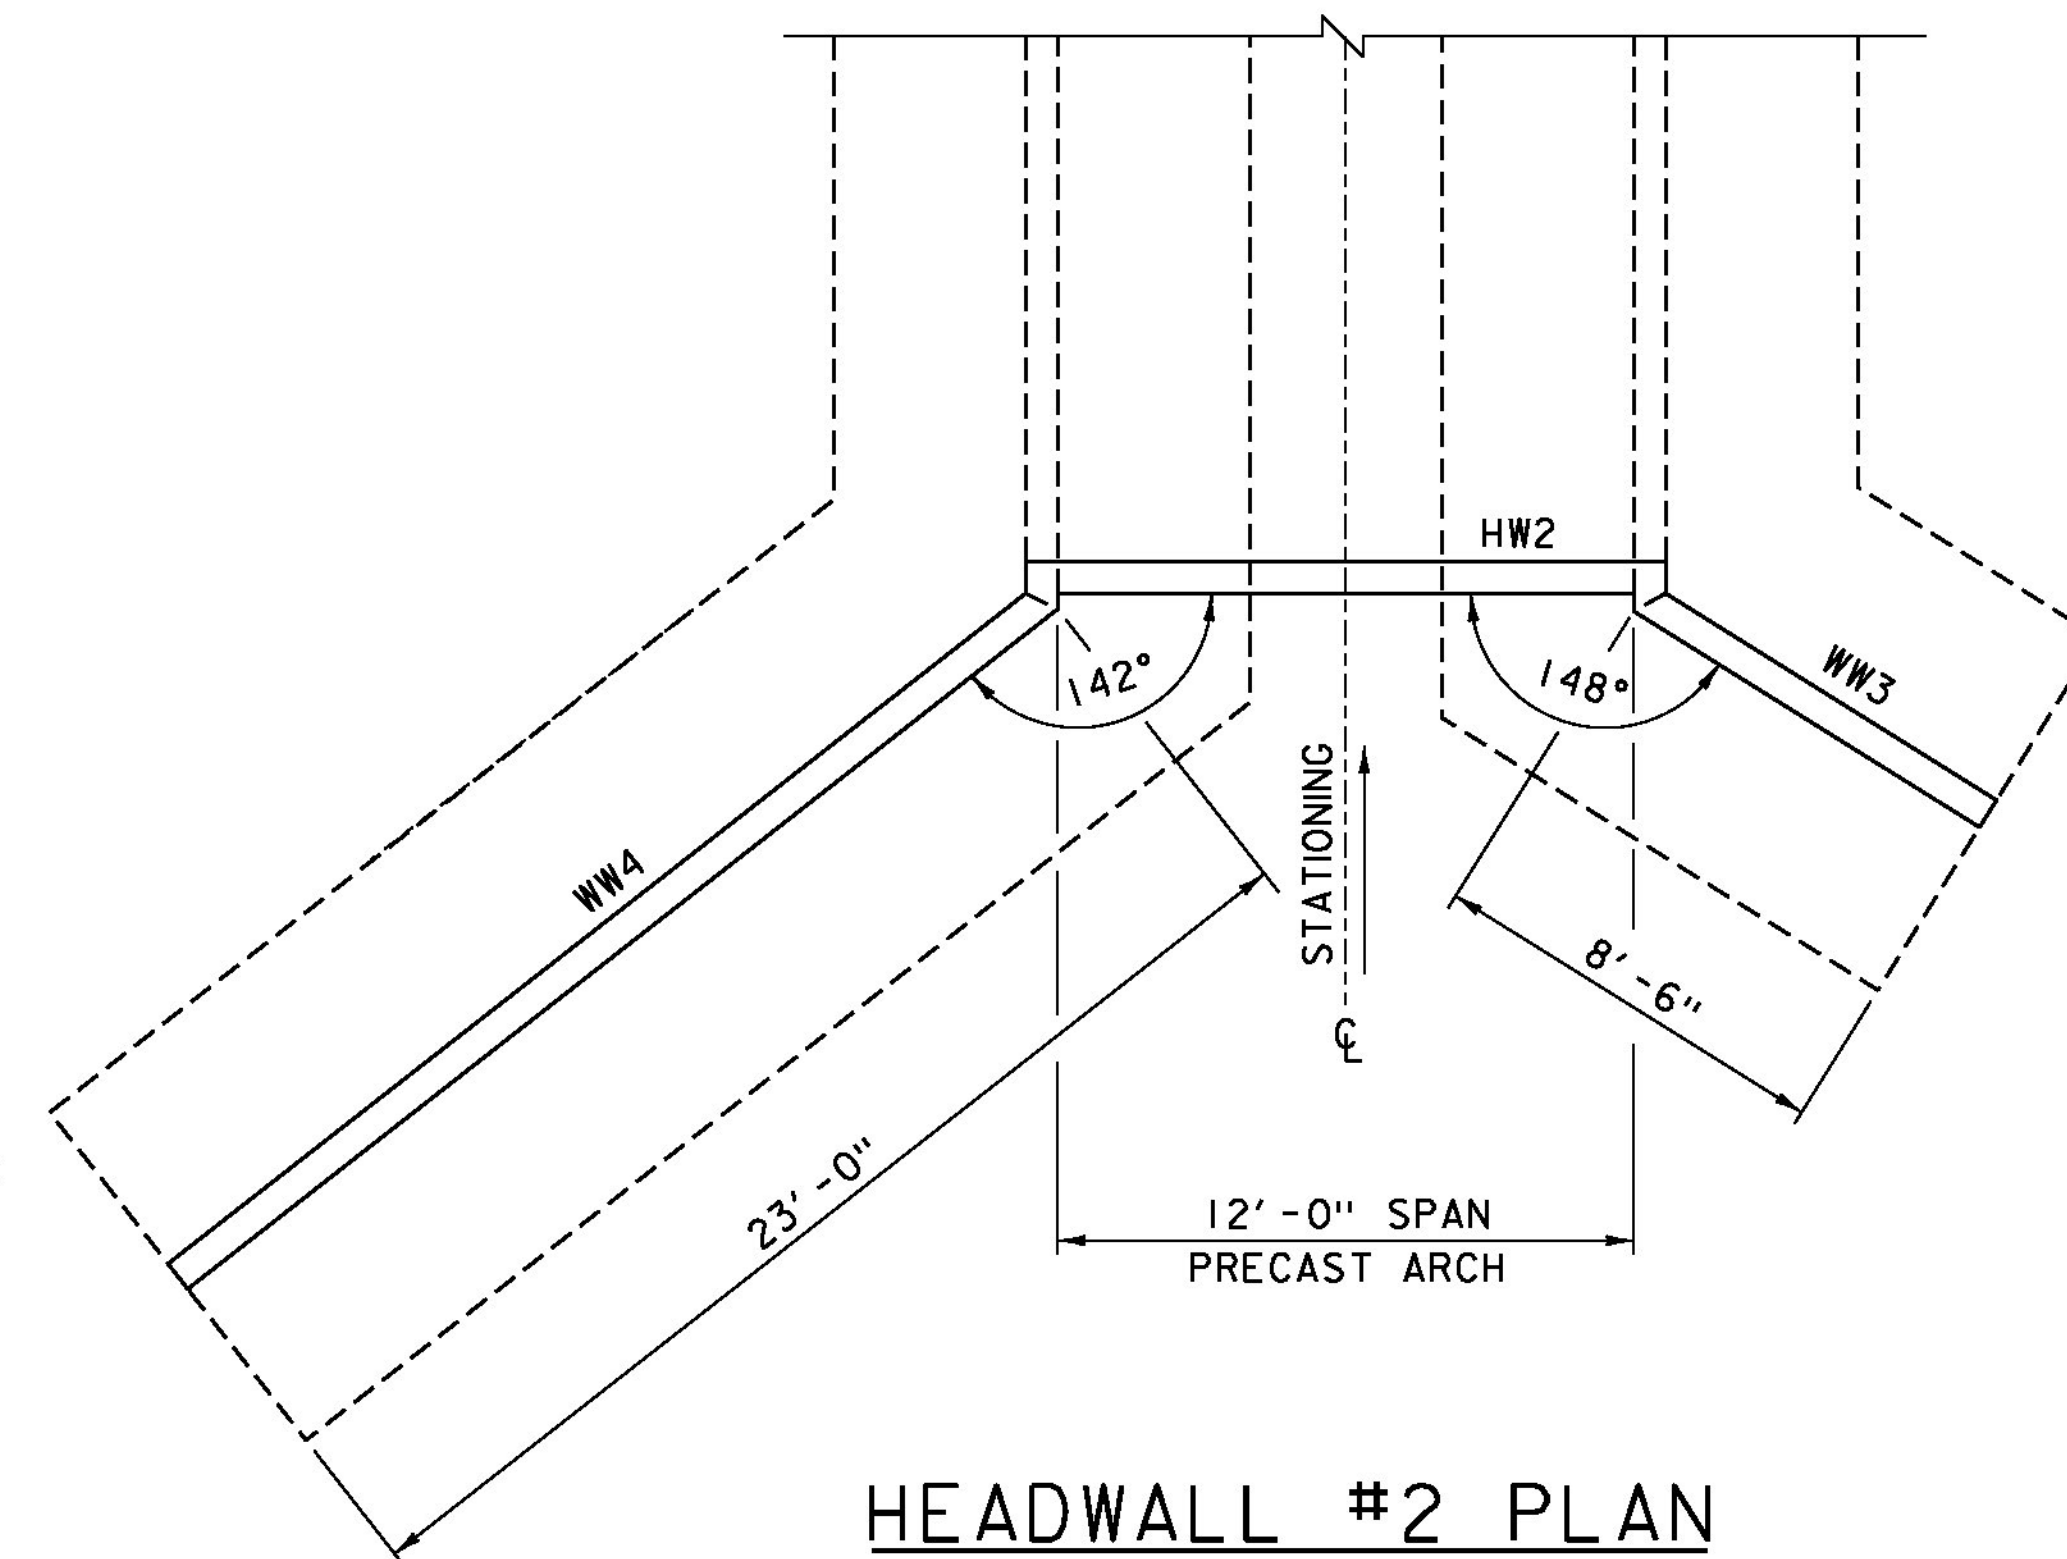 HW2
142°
148°
WW3
STATIONING
WW4
8'-6"
℄
23'-0"
12'-0" SPAN
PRECAST ARCH
HEADWALL #2 PLAN